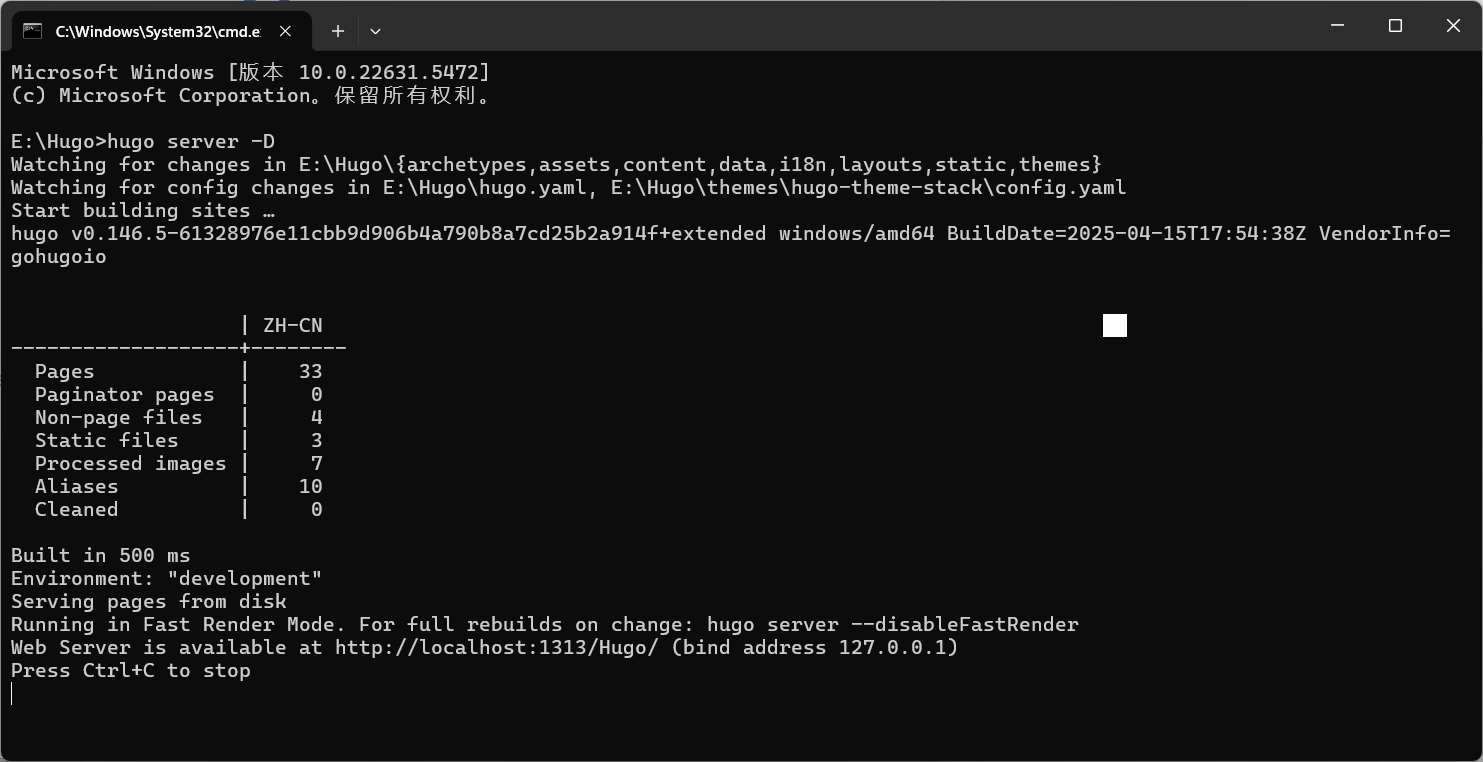 C:\Windows\System32\cmd.e
Microsoft Windows [版本 10.0.22631.5472]
(c) Microsoft Corporation。保留所有权利。
E:\Hugo>hugo server -D
Watching for changes in E:\Hugo\{archetypes,assets,content,data,i18n,layouts,static,themes}
Watching for config changes in E:\Hugo\hugo.yaml, E:\Hugo\themes\hugo-theme-stack\config.yaml
Start building sites …
hugo v0.146.5-61328976e11cbb9d906b4a790b8a7cd25b2a914f+extended windows/amd64 BuildDate=2025-04-15T17:54:38Z VendorInfo=
gohugoio
                   | ZH-CN
-------------------+--------
  Pages            |    33
  Paginator pages  |     0
  Non-page files   |     4
  Static files     |     3
  Processed images |     7
  Aliases          |    10
  Cleaned          |     0
Built in 500 ms
Environment: "development"
Serving pages from disk
Running in Fast Render Mode. For full rebuilds on change: hugo server --disableFastRender
Web Server is available at http://localhost:1313/Hugo/ (bind address 127.0.0.1)
Press Ctrl+C to stop